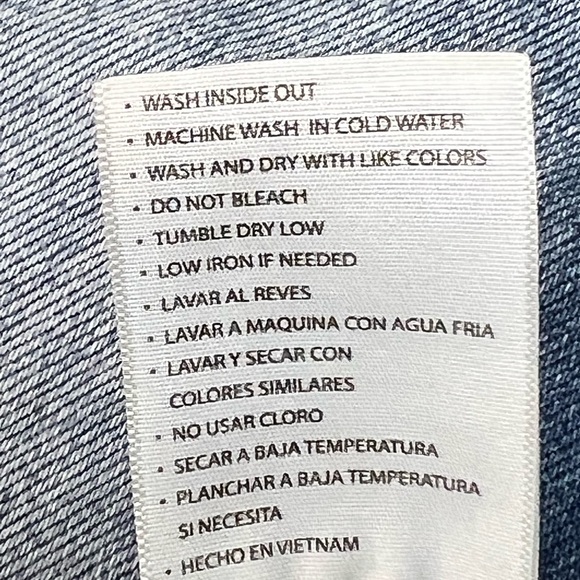 • WASH INSIDE OUT
• MACHINE WASH IN COLD WATER
• WASH AND DRY WITH LIKE COLORS
• DO NOT BLEACH
• TUMBLE DRY LOW
• LOW IRON IF NEEDED
• LAVAR AL REVES
• LAVAR A MAQUINA CON AGUA FRIA
• LAVAR Y SECAR CON
COLORES SIMILARES
• NO USAR CLORO
• SECAR A BAJA TEMPERATURA
• PLANCHAR A BAJA TEMPERATURA
SI NECESITA
• HECHO EN VIETNAM